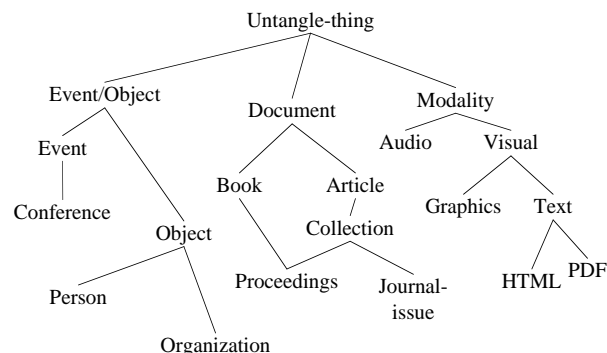 Untangle-thing
Event/Object
Document
Modality
Event
Audio
Visual
Book
Article
Conference
Graphics
Text
Object
Collection
Person
Proceedings
Journal-
issue
HTML
PDF
Organization